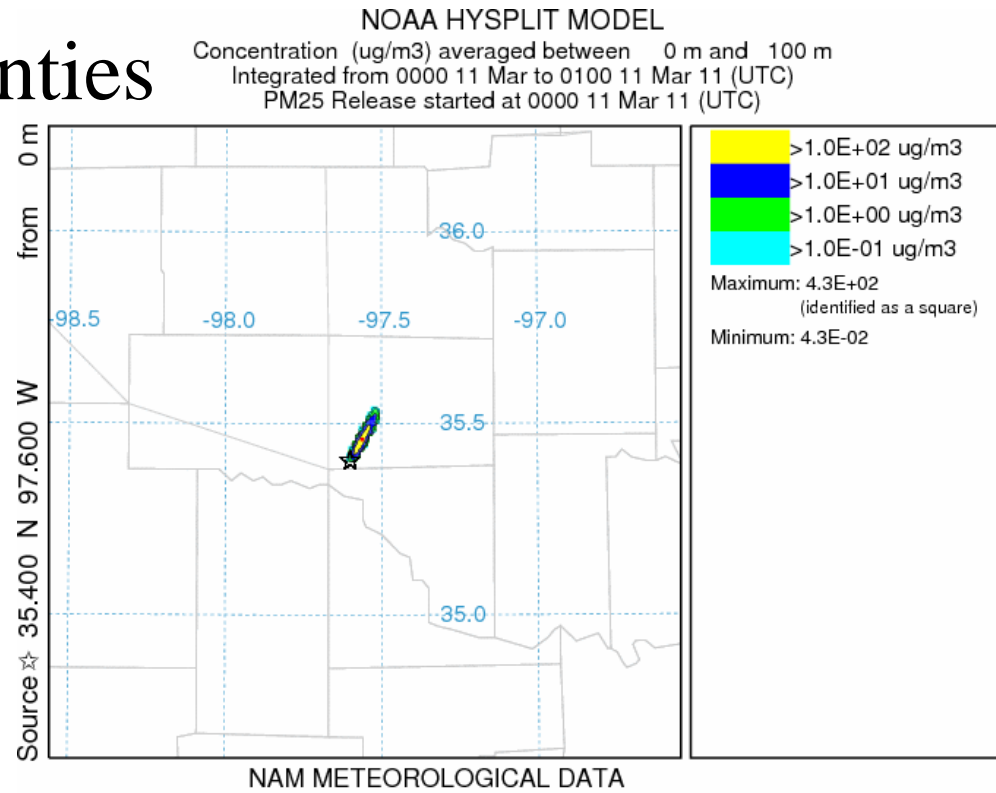 NOAA HYSPLIT MODEL
nties
Concentration (ug/m3) averaged between 0 m and 100 m
Integrated from 0000 11 Mar to 0100 11 Mar 11 (UTC)
PM25 Release started at 0000 11 Mar 11 (UTC)
Source ☆ 35.400 N 97.600 W from 0 m
36.0
-98.5 -98.0 -97.5 -97.0
35.5
35.0
>1.0E+02 ug/m3
>1.0E+01 ug/m3
>1.0E+00 ug/m3
>1.0E-01 ug/m3
Maximum: 4.3E+02
(identified as a square)
Minimum: 4.3E-02
NAM METEOROLOGICAL DATA